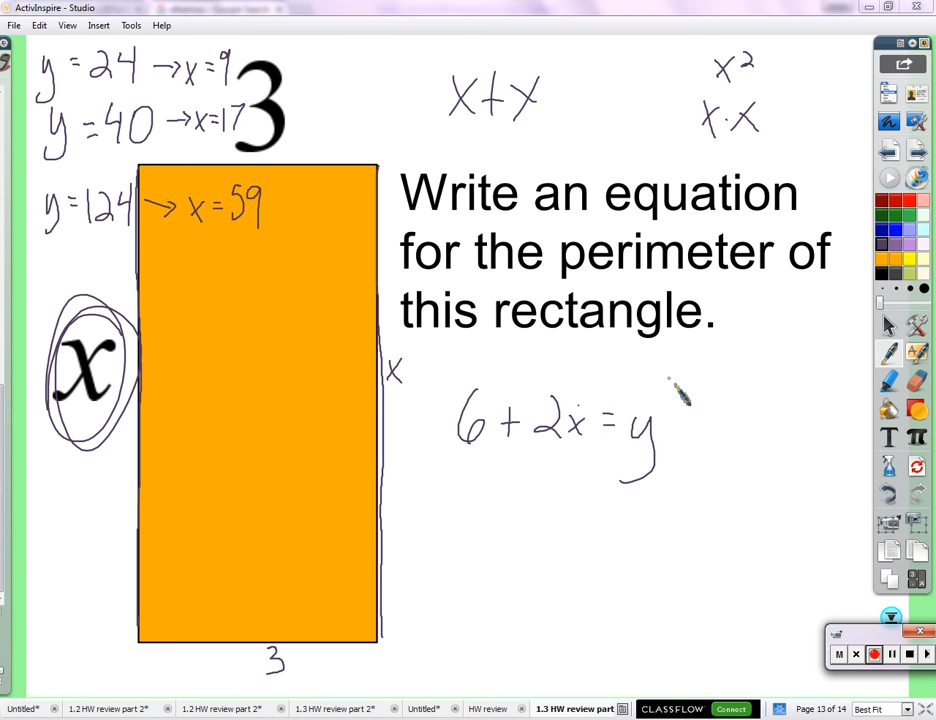 ActivInspire - Studio
File Edit View Insert Tools Help
y = 24 → x = 9
y = 40 → x = 17
3
y = 124 → x = 59
x + x
x²
x · x
Write an equation
for the perimeter of
this rectangle.
x
x
6 + 2x = y
3
M
Untitled* 1.2 HW review part 2* 1.2 HW review part 2* 1.3 HW review part 2* Untitled* HW review 1.3 HW review part CLASSFLOW Connect Page 13 of 14 Best Fit